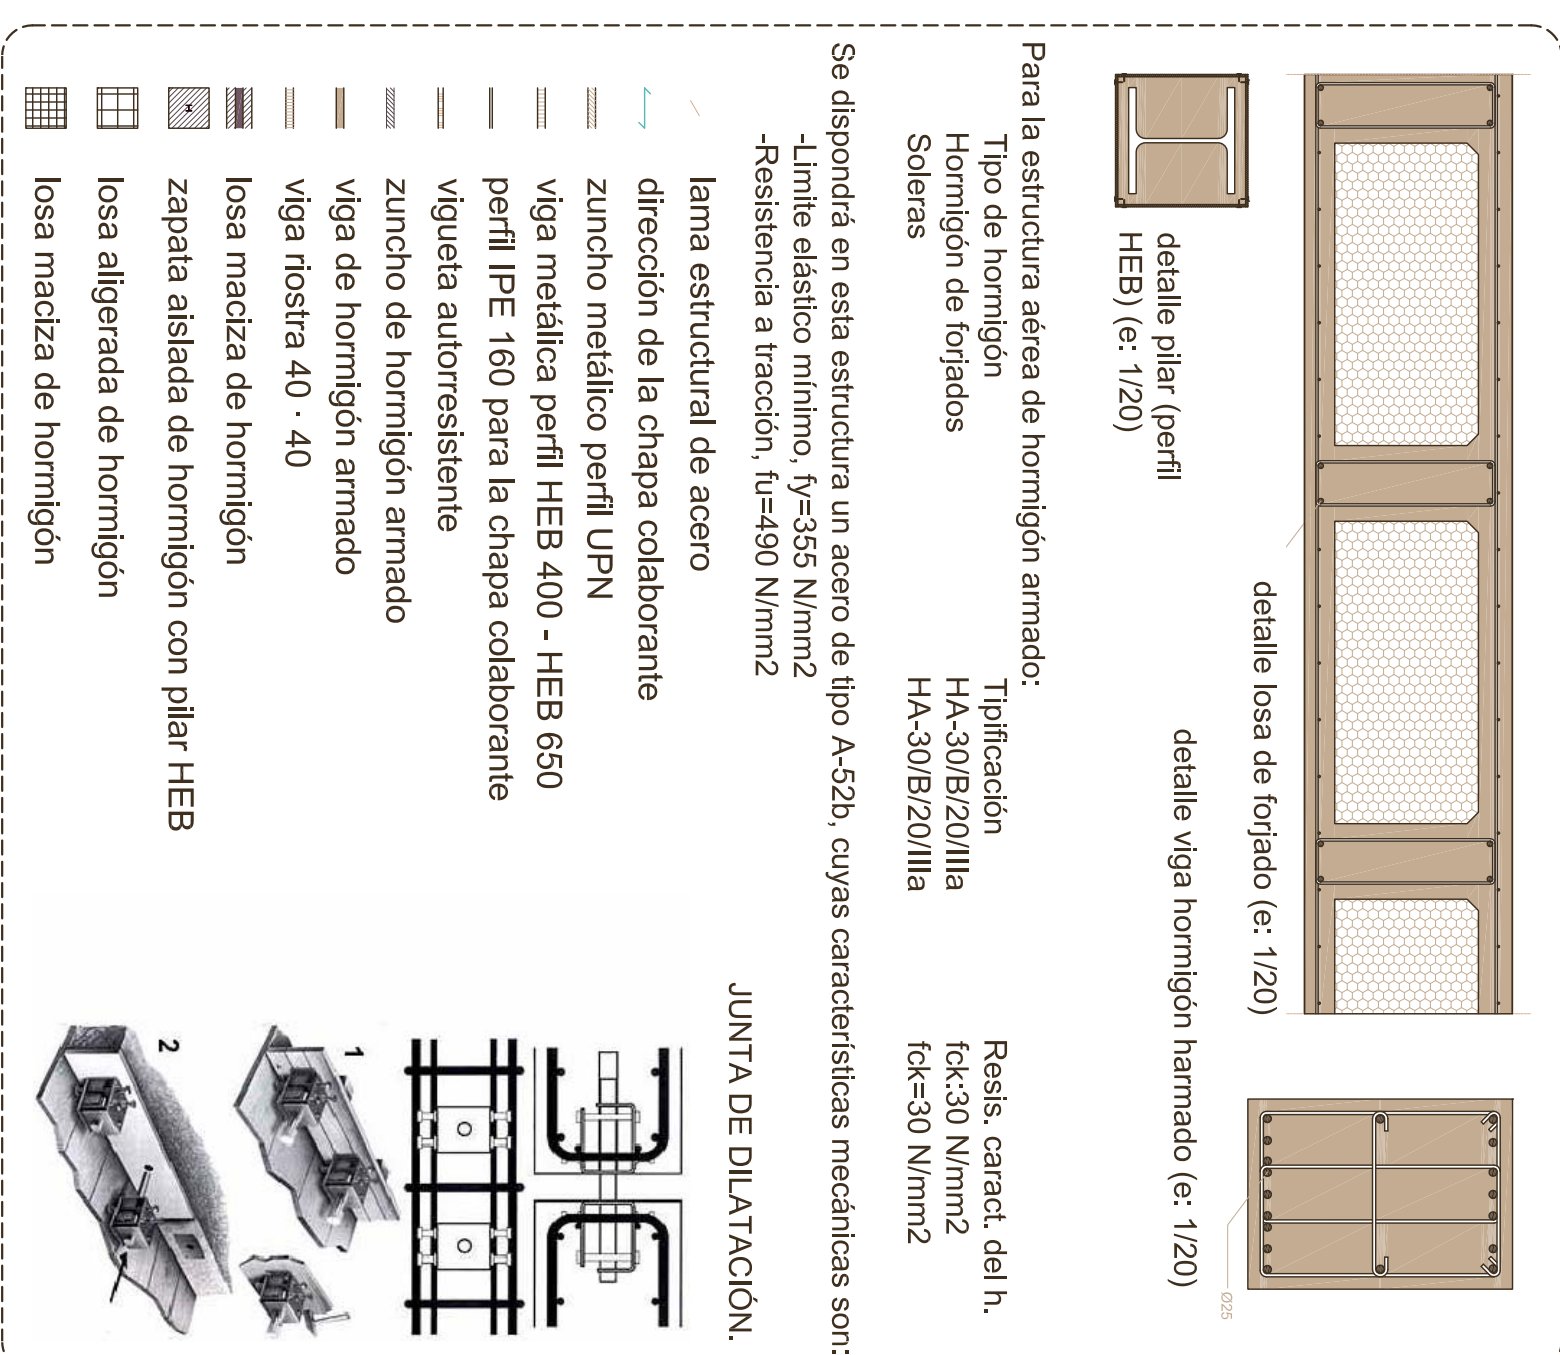 detalle losa de forjado (e: 1/20)
detalle viga hormigón harmado (e: 1/20)
Ø25
detalle pilar (perfil
HEB) (e: 1/20)
Para la estructura aérea de hormigón armado:
Tipo de hormigón Tipificación Resis. caract. del h.
Hormigón de forjados HA-30/B/20/IIIa fck:30 N/mm2
Soleras HA-30/B/20/IIIa fck=30 N/mm2
Se dispondrá en esta estructura un acero de tipo A-52b, cuyas características mecánicas son:
-Limite elástico mínimo, fy=355 N/mm2
-Resistencia a tracción, fu=490 N/mm2
lama estructural de acero
dirección de la chapa colaborante
zuncho metálico perfil UPN
viga metálica perfil HEB 400 - HEB 650
perfil IPE 160 para la chapa colaborante
vigueta autorresistente
zuncho de hormigón armado
viga de hormigón armado
viga riostra 40 · 40
losa maciza de hormigón
H
zapata aislada de hormigón con pilar HEB
losa aligerada de hormigón
losa maciza de hormigón
JUNTA DE DILATACIÓN.
1
2